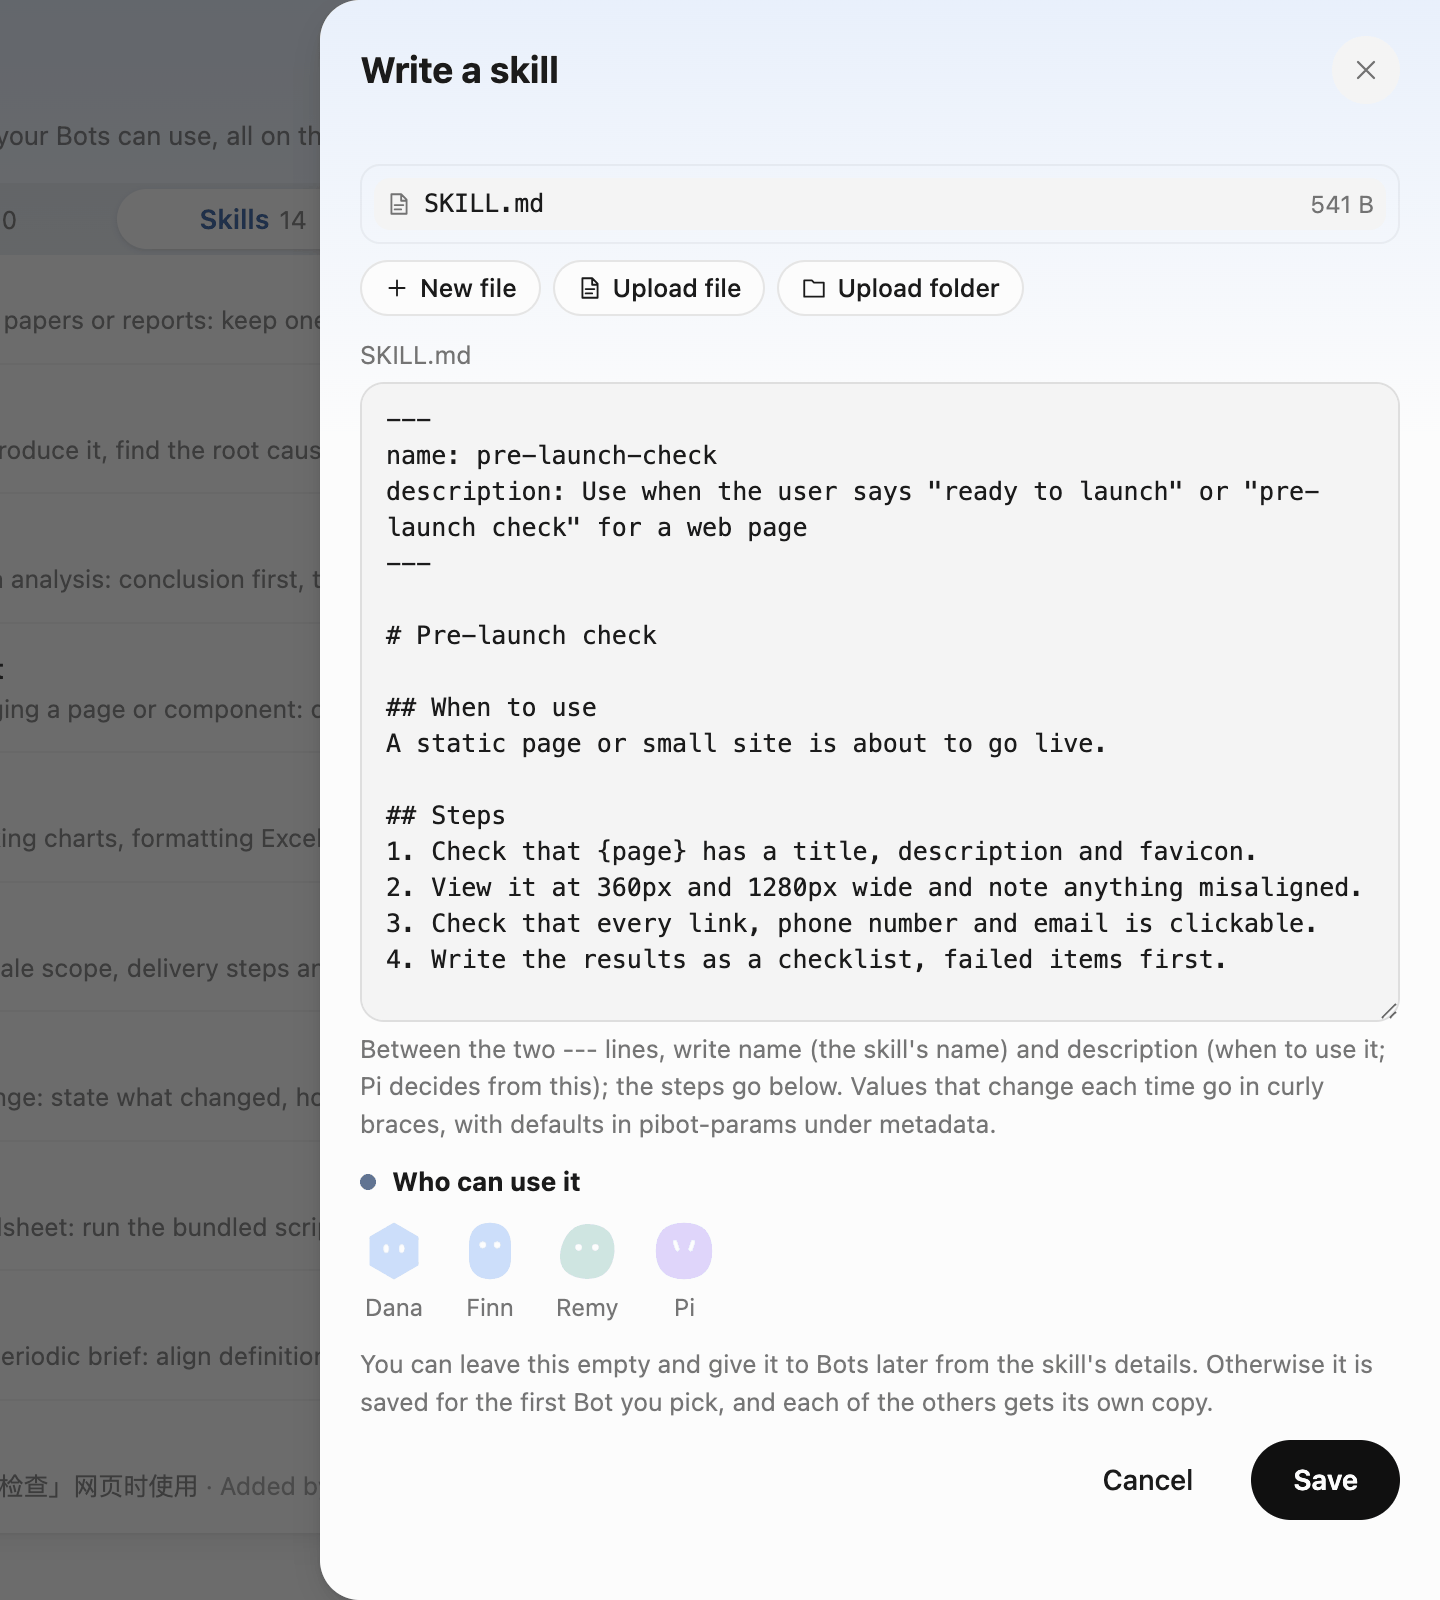 Write a skill
your Bots can use, all on th
0
Skills 14
SKILL.md
541 B
New file
Upload file
Upload folder
papers or reports: keep one
SKILL.md
---
name: pre-launch-check
roduce it, find the root caus
description: Use when the user says "ready to launch" or "pre-
launch check" for a web page
---
analysis: conclusion first, t
# Pre-launch check
ging a page or component: c
## When to use
A static page or small site is about to go live.
## Steps
ing charts, formatting Excel
1. Check that {page} has a title, description and favicon.
2. View it at 360px and 1280px wide and note anything misaligned.
3. Check that every link, phone number and email is clickable.
4. Write the results as a checklist, failed items first.
ale scope, delivery steps ar
Between the two --- lines, write name (the skill's name) and description (when to use it;
Pi decides from this); the steps go below. Values that change each time go in curly
braces, with defaults in pibot-params under metadata.
nge: state what changed, ho
Who can use it
lsheet: run the bundled scrip
Dana
Finn
Remy
Pi
eriodic brief: align definition
You can leave this empty and give it to Bots later from the skill's details. Otherwise it is
saved for the first Bot you pick, and each of the others gets its own copy.
检查」网页时使用 · Added by
Cancel
Save